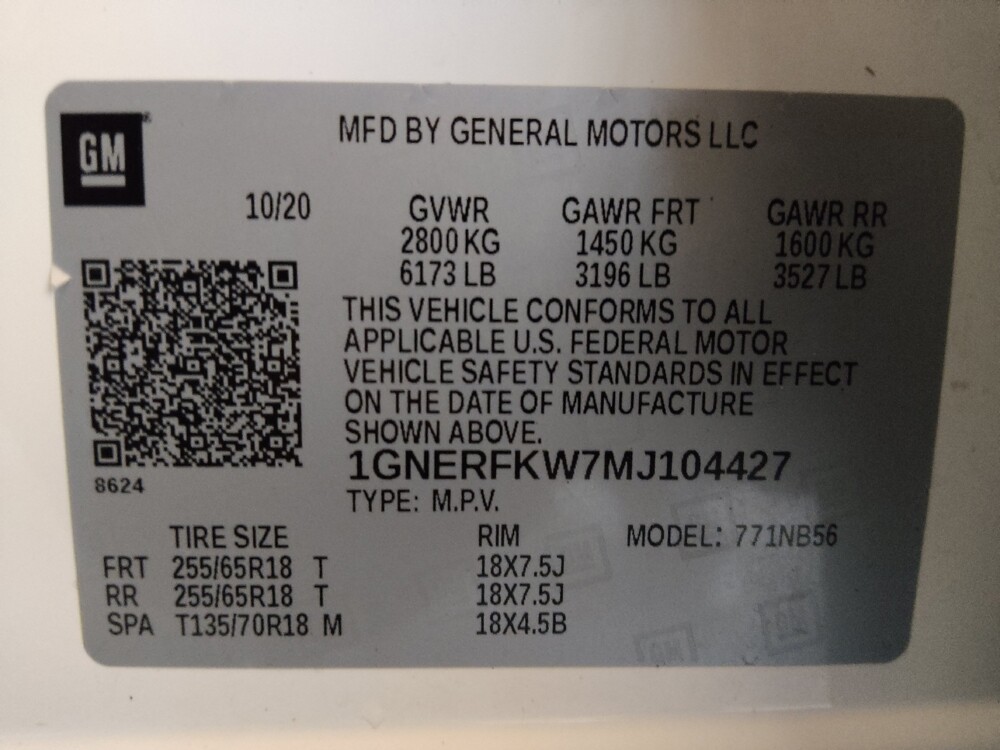 GM
MFD BY GENERAL MOTORS LLC
10/20 GVWR GAWR FRT GAWR RR
2800 KG 1450 KG 1600 KG
6173 LB 3196 LB 3527 LB
THIS VEHICLE CONFORMS TO ALL
APPLICABLE U.S. FEDERAL MOTOR
VEHICLE SAFETY STANDARDS IN EFFECT
ON THE DATE OF MANUFACTURE
SHOWN ABOVE.
1GNERFKW7MJ104427
8624
TYPE: M.P.V.
TIRE SIZE RIM MODEL: 771NB56
FRT 255/65R18 T 18X7.5J
RR 255/65R18 T 18X7.5J
SPA T135/70R18 M 18X4.5B
GM
GM
GM